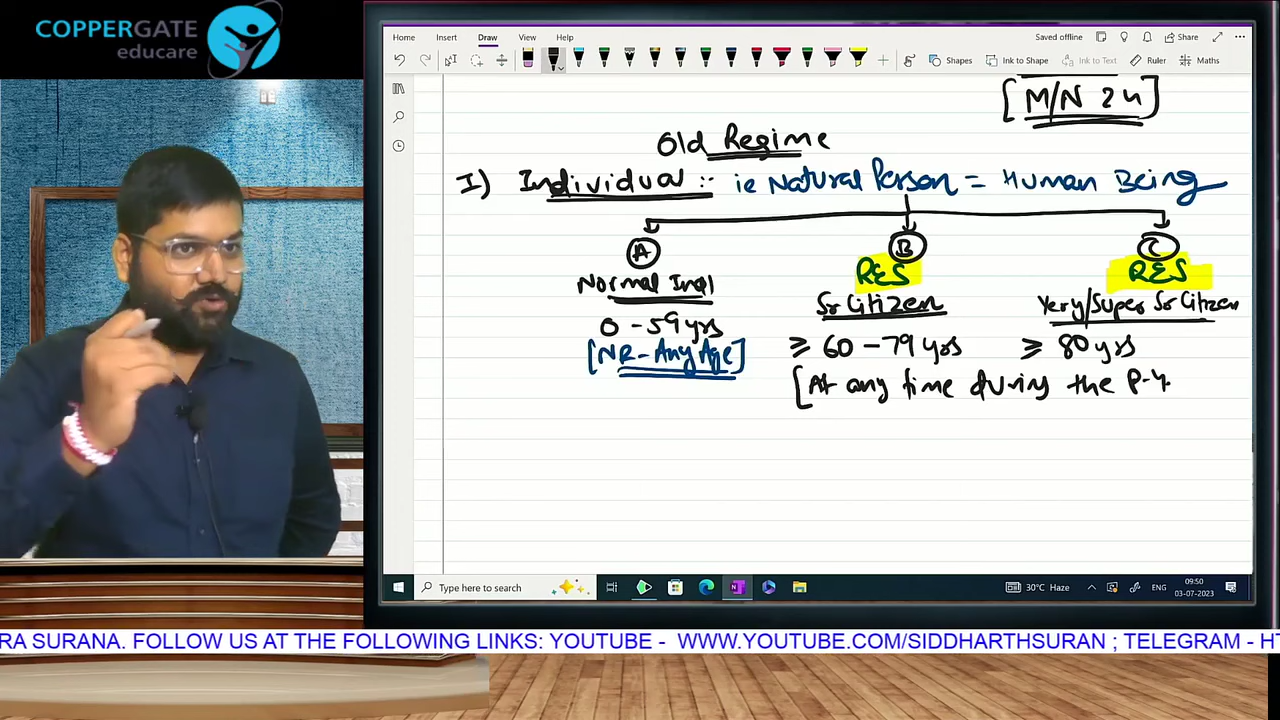 COPPERGATE
educare
Home Insert Draw View Help
Saved offline Share
Shapes Ink to Shape Ink to Text Ruler Maths
[M/N 24]
Old Regime
I) Individual :- ie Natural Person = Human Being
A B C
RES RES
Normal Indl Sr Citizen Very/Super Sr Citizen
0 - 59 yrs
≥ 60 - 79 yrs ≥ 80 yrs
[NR - Any Age]
[At any time during the P.Y.
Type here to search
30°C Haze ENG 09:50
03-07-2023
RA SURANA. FOLLOW US AT THE FOLLOWING LINKS: YOUTUBE - WWW.YOUTUBE.COM/SIDDHARTHSURAN ; TELEGRAM - HT